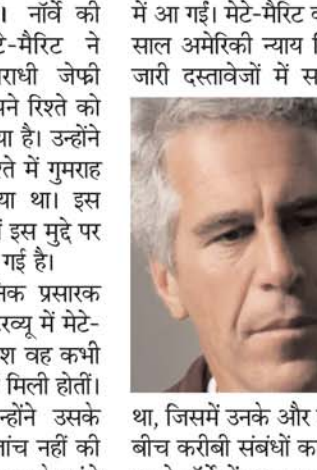 । नॉर्वे की
टे-मैरिट ने
राधी जेफ्री
ाने रिश्ते को
या है। उन्होंने
ते में गुमराह
या था। इस
इस मुद्दे पर
गई है।
नेक प्रसारक
रव्यू में मेटे-
श वह कभी
मिली होतीं।
न्होंने उसके
जांच नहीं की
में आ गईं। मेटे-मैरिट
साल अमेरिकी न्याय
जारी दस्तावेजों में
था, जिसमें उनके और
बीच करीबी संबंधों